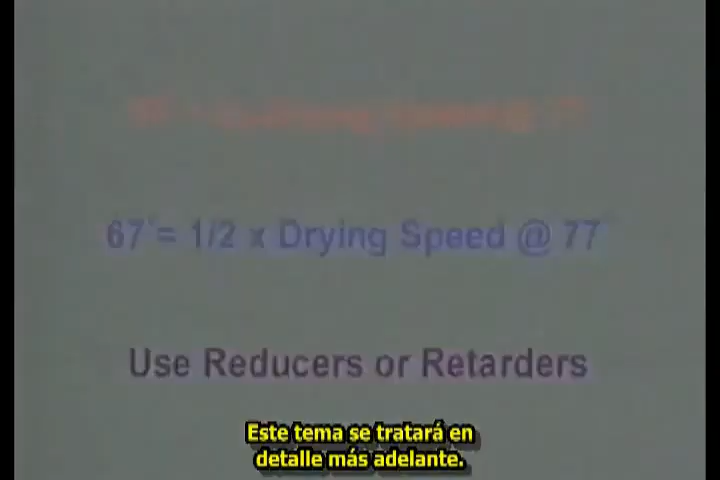 67°= 1/2 x Drying Speed @ 77°
Use Reducers or Retarders
Este tema se tratará en
detalle más adelante.